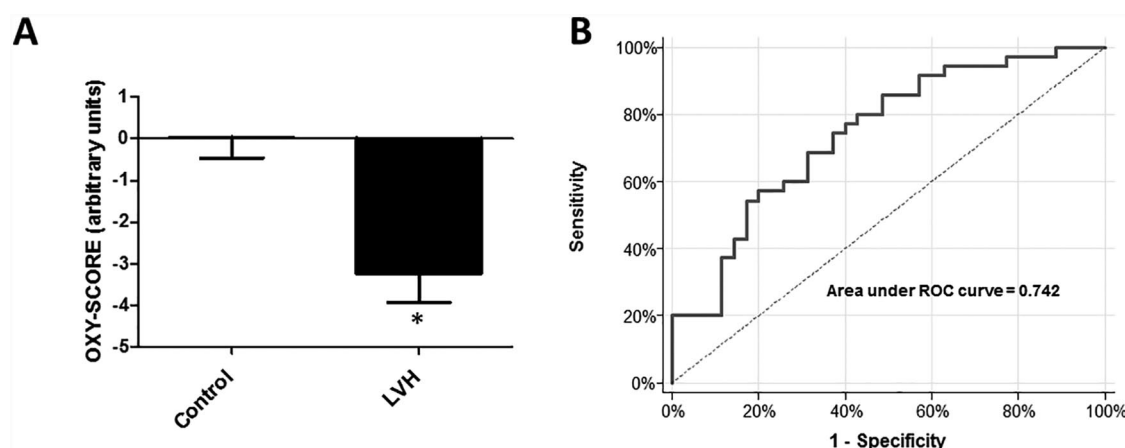 A
OXY-SCORE (arbitrary units)
1
0
-1
-2
-3
-4
-5
*
Control
LVH
B
Sensitivity
100%
80%
60%
40%
20%
0%
Area under ROC curve = 0.742
0%
20%
40%
60%
80%
100%
1 - Specificity